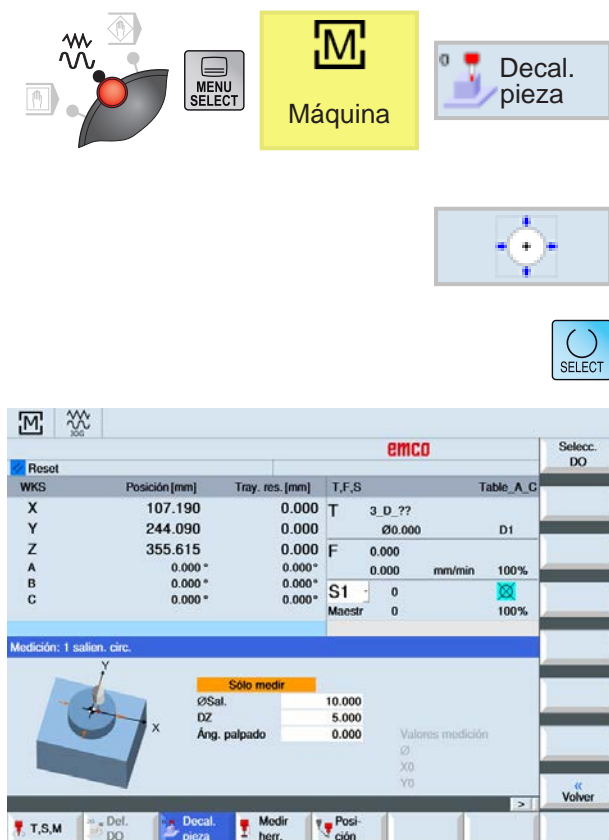 MENU
SELECT
M
Máquina
Decal.
pieza
SELECT
M
JOG
emco
Selecc.
DO
Reset
WKS Posición [mm] Tray. res. [mm] T,F,S Table_A_C
X 107.190 0.000 T 3_D_??
Y 244.090 0.000 Ø0.000 D1
Z 355.615 0.000 F 0.000
A 0.000 ° 0.000° 0.000 mm/min 100%
B 0.000 ° 0.000° S1 0
C 0.000 ° 0.000° Maestr 0 100%
Medición: 1 salien. circ.
Y
X
Sólo medir
ØSal. 10.000
DZ 5.000
Áng. palpado 0.000
Valores medición
Ø
X0
Y0
>
«
Volver
T,S,M
Del.
DO
Decal.
pieza
Medir
herr.
Posi-
ción